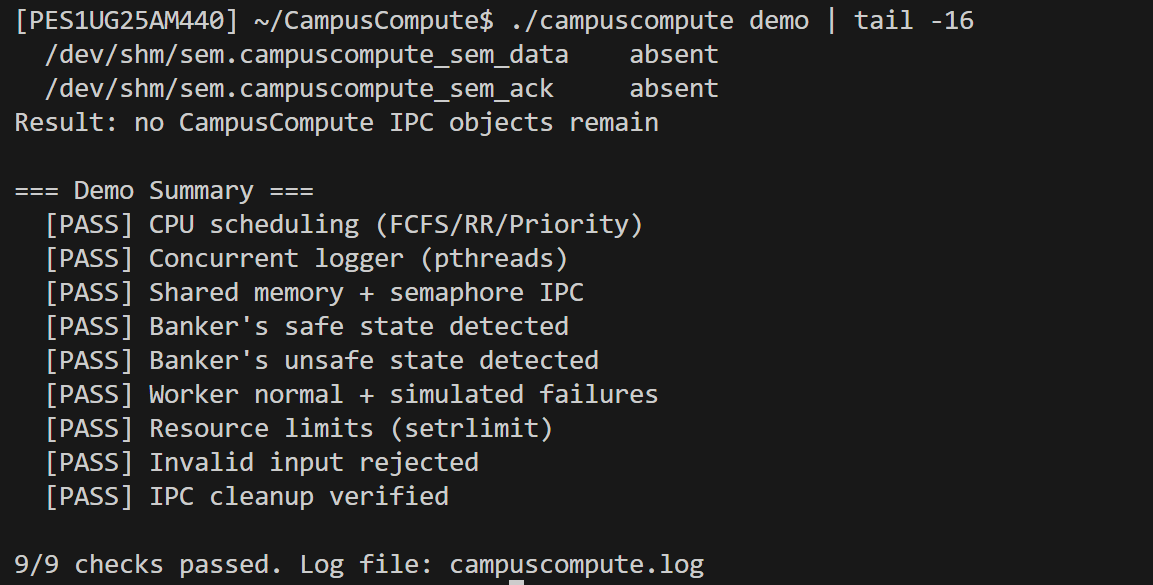 [PES1UG25AM440] ~/CampusCompute$ ./campuscompute demo | tail -16
  /dev/shm/sem.campuscompute_sem_data    absent
  /dev/shm/sem.campuscompute_sem_ack     absent
Result: no CampusCompute IPC objects remain

=== Demo Summary ===
  [PASS] CPU scheduling (FCFS/RR/Priority)
  [PASS] Concurrent logger (pthreads)
  [PASS] Shared memory + semaphore IPC
  [PASS] Banker's safe state detected
  [PASS] Banker's unsafe state detected
  [PASS] Worker normal + simulated failures
  [PASS] Resource limits (setrlimit)
  [PASS] Invalid input rejected
  [PASS] IPC cleanup verified

9/9 checks passed. Log file: campuscompute.log